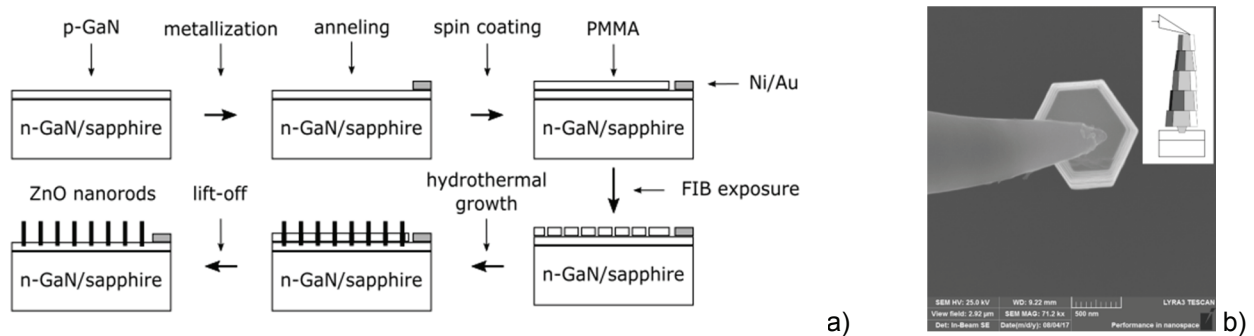 p-GaN
metallization
anneling
spin coating
PMMA
Ni/Au
n-GaN/sapphire
n-GaN/sapphire
n-GaN/sapphire
ZnO nanorods
lift-off
hydrothermal
growth
FIB exposure
n-GaN/sapphire
n-GaN/sapphire
n-GaN/sapphire
a)
SEM HV: 25.0 kV
WD: 9.22 mm
LYRA3 TESCAN
View field: 2.92 µm
SEM MAG: 71.2 kx
500 nm
Det: In-Beam SE
Date(m/d/y): 08/04/17
Performance in nanospace
b)